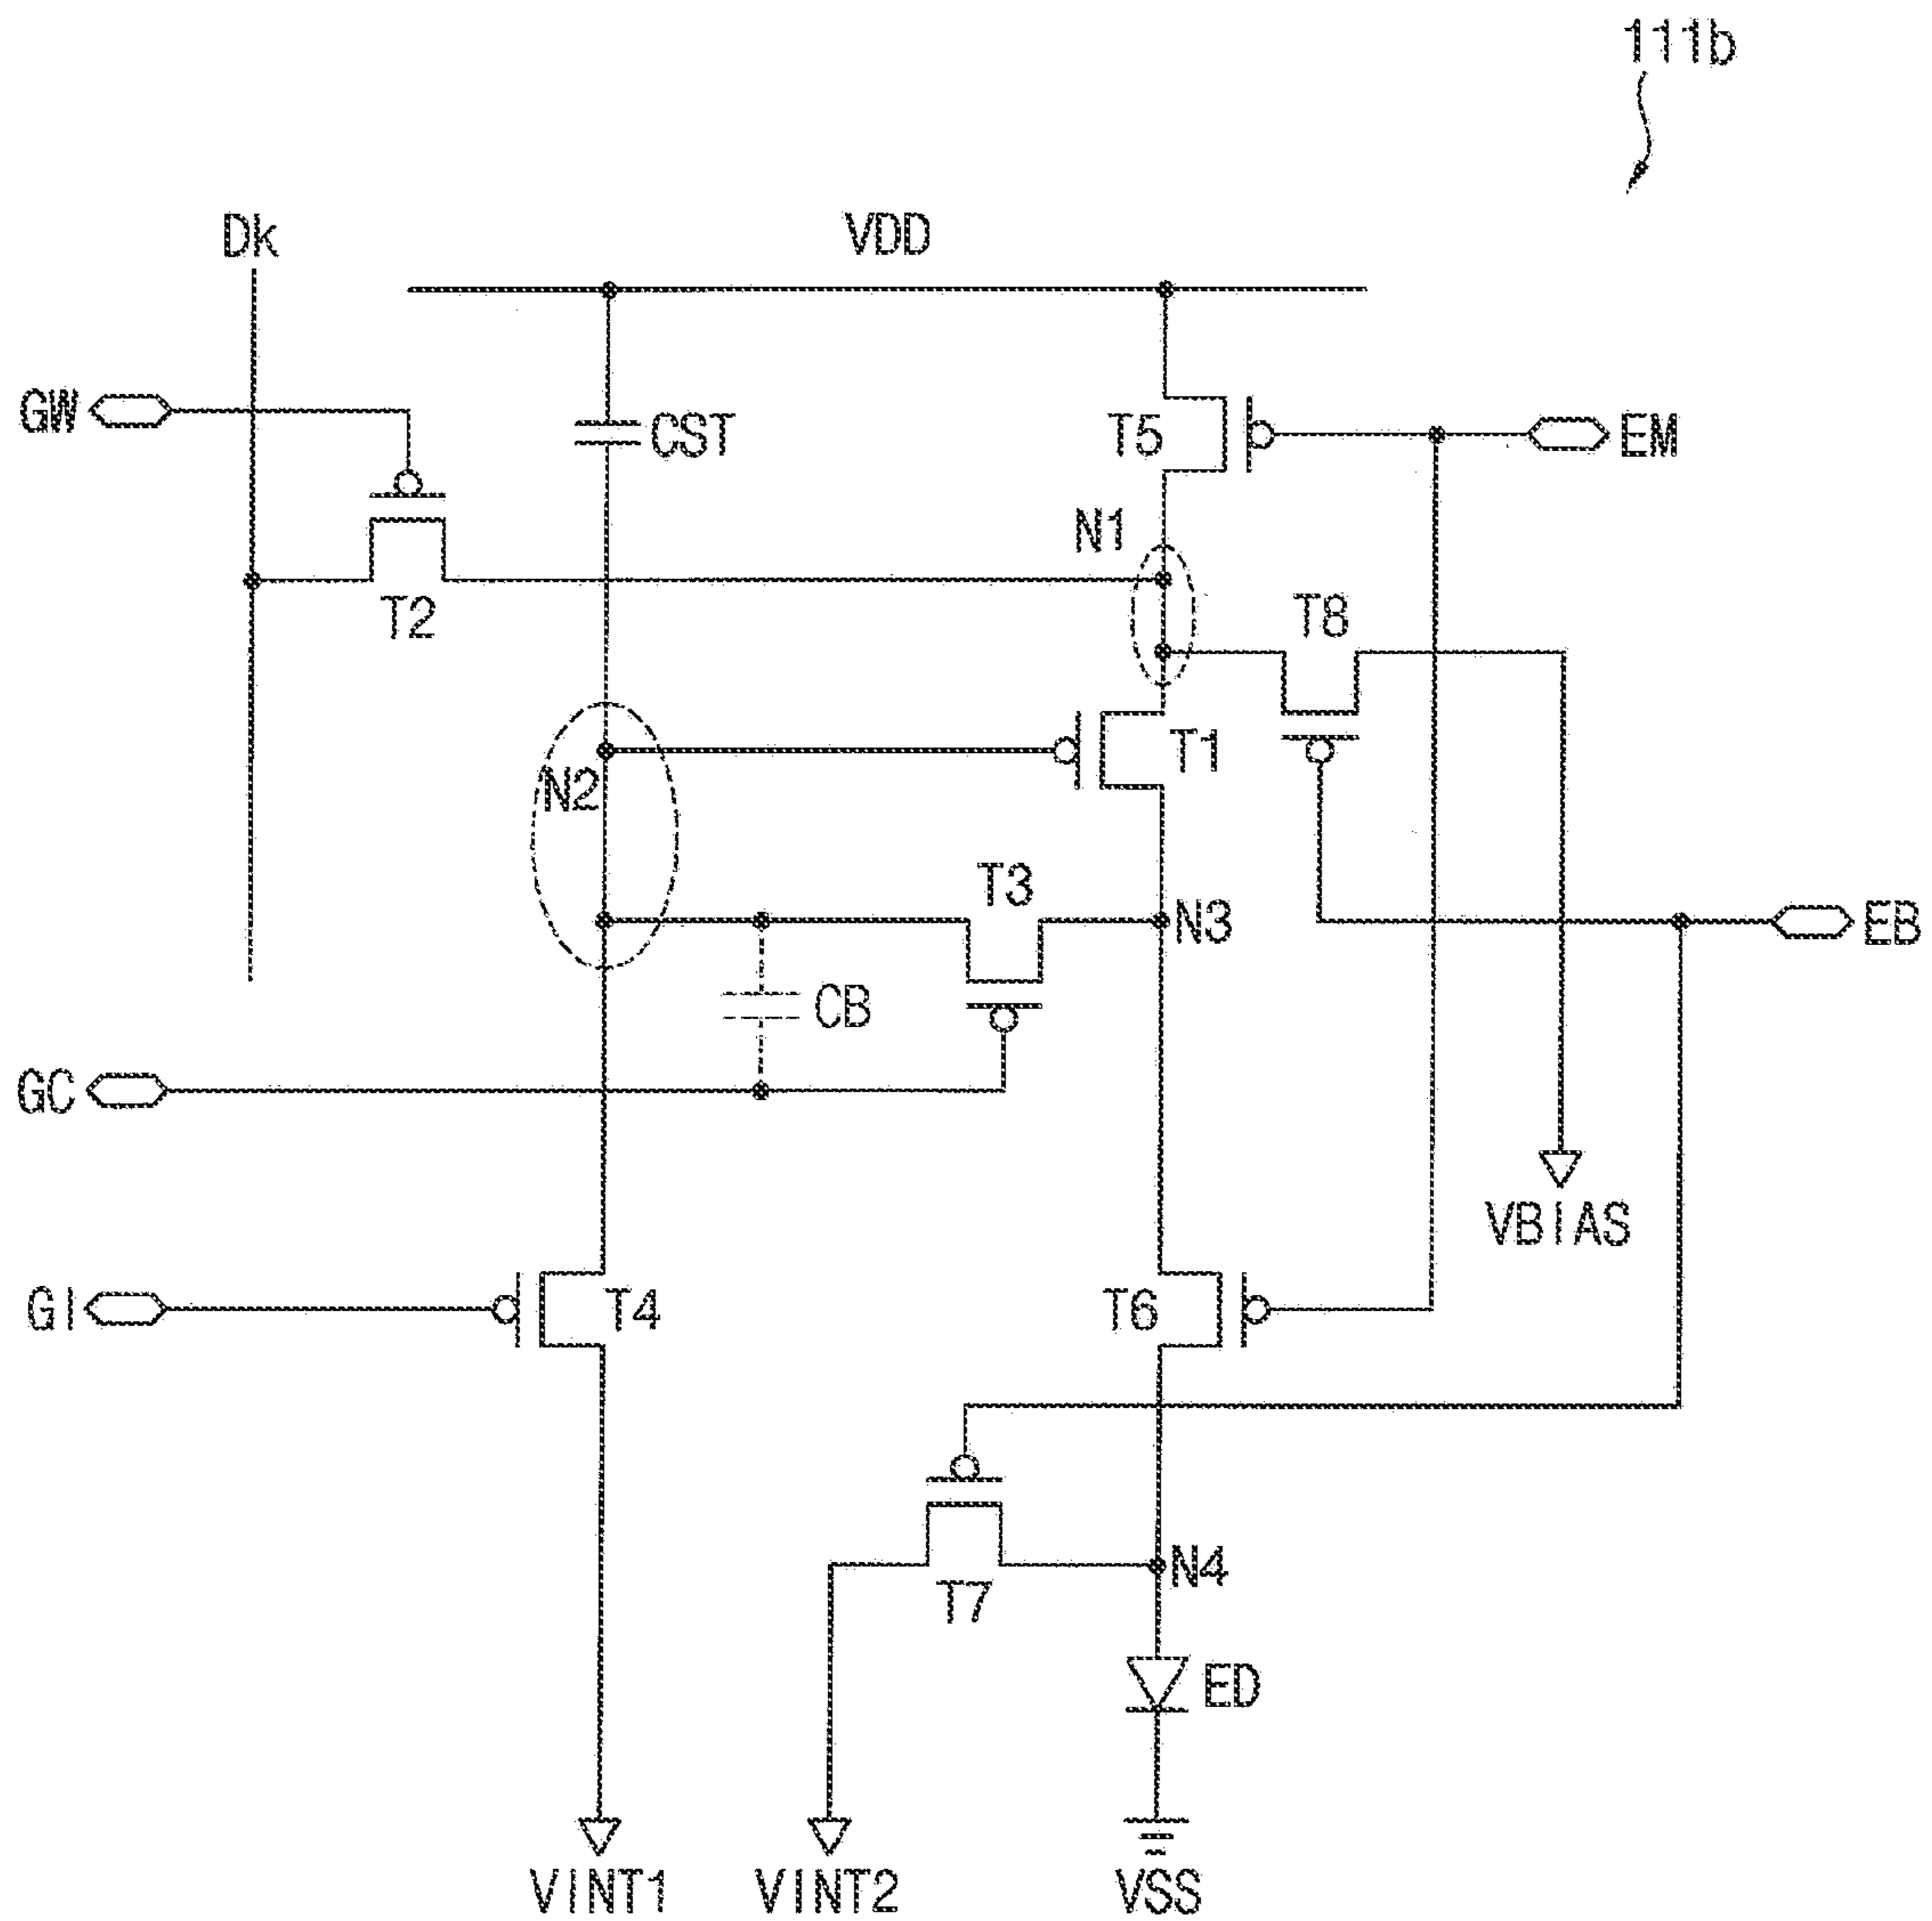 111b
Dk
VDD
GW
CST
T5
EM
N1
T2
T8
N2
T1
T3
N3
EB
CB
GC
VBIAS
GI
T4
T6
T7
N4
ED
VINT1
VINT2
VSS